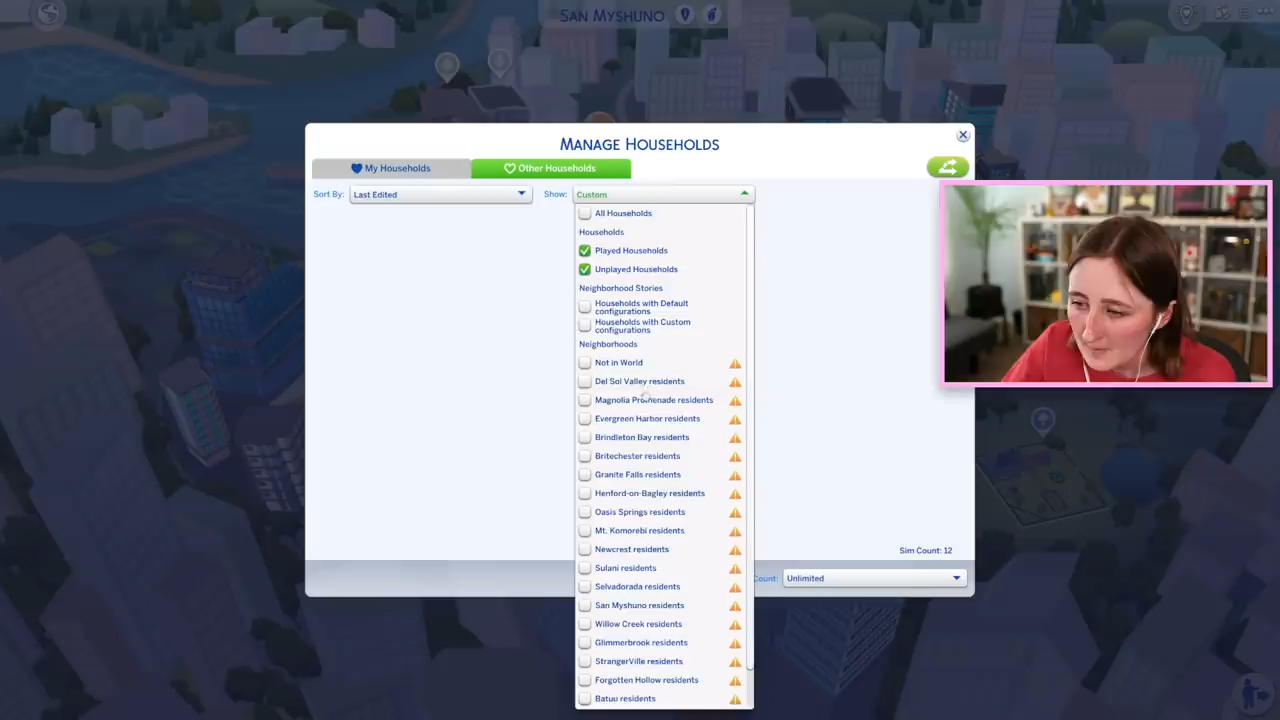 San Myshuno
Manage Households
My Households
Other Households
Sort By:
Last Edited
Show:
Custom
All Households
Households
Played Households
Unplayed Households
Neighborhood Stories
Households with Default
configurations
Households with Custom
configurations
Neighborhoods
Not in World
Del Sol Valley residents
Magnolia Promenade residents
Evergreen Harbor residents
Brindleton Bay residents
Britechester residents
Granite Falls residents
Henford-on-Bagley residents
Oasis Springs residents
Mt. Komorebi residents
Newcrest residents
Sulani residents
Selvadorada residents
San Myshuno residents
Willow Creek residents
Glimmerbrook residents
StrangerVille residents
Forgotten Hollow residents
Batuu residents
Sim Count: 12
Count:
Unlimited